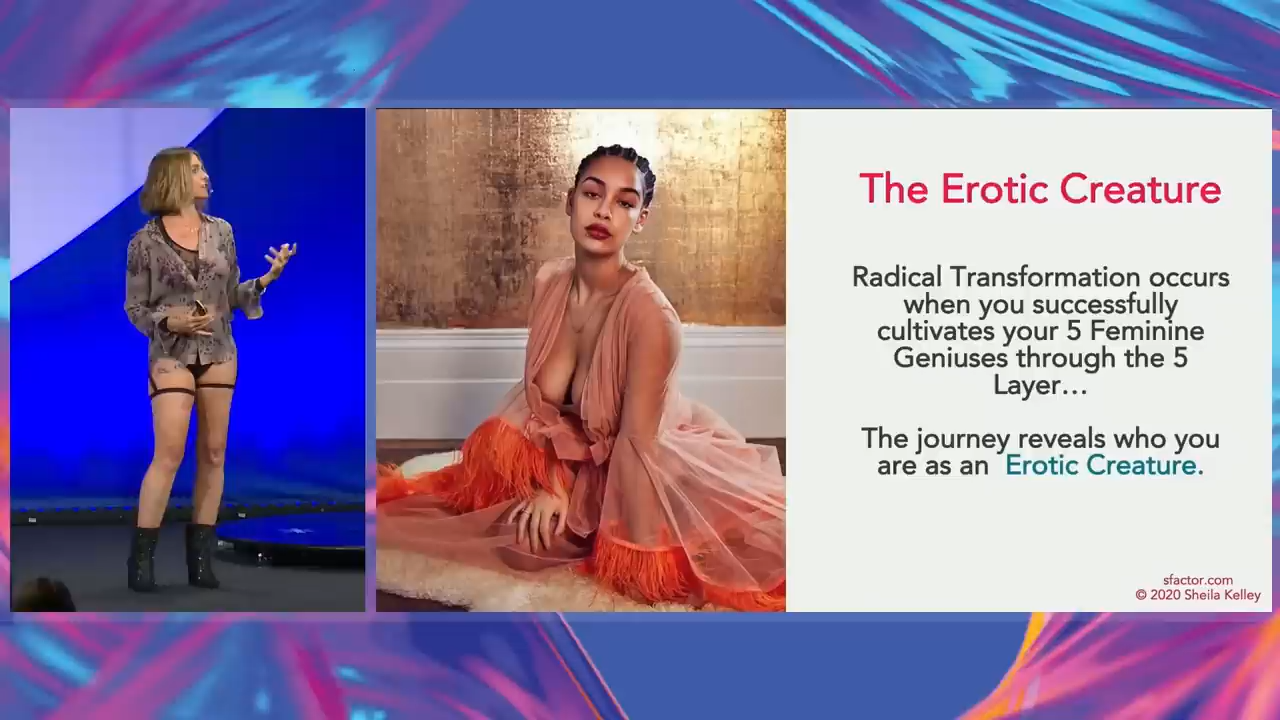 The Erotic Creature
Radical Transformation occurs
when you successfully
cultivates your 5 Feminine
Geniuses through the 5
Layer…
The journey reveals who you
are as an Erotic Creature.
sfactor.com
© 2020 Sheila Kelley